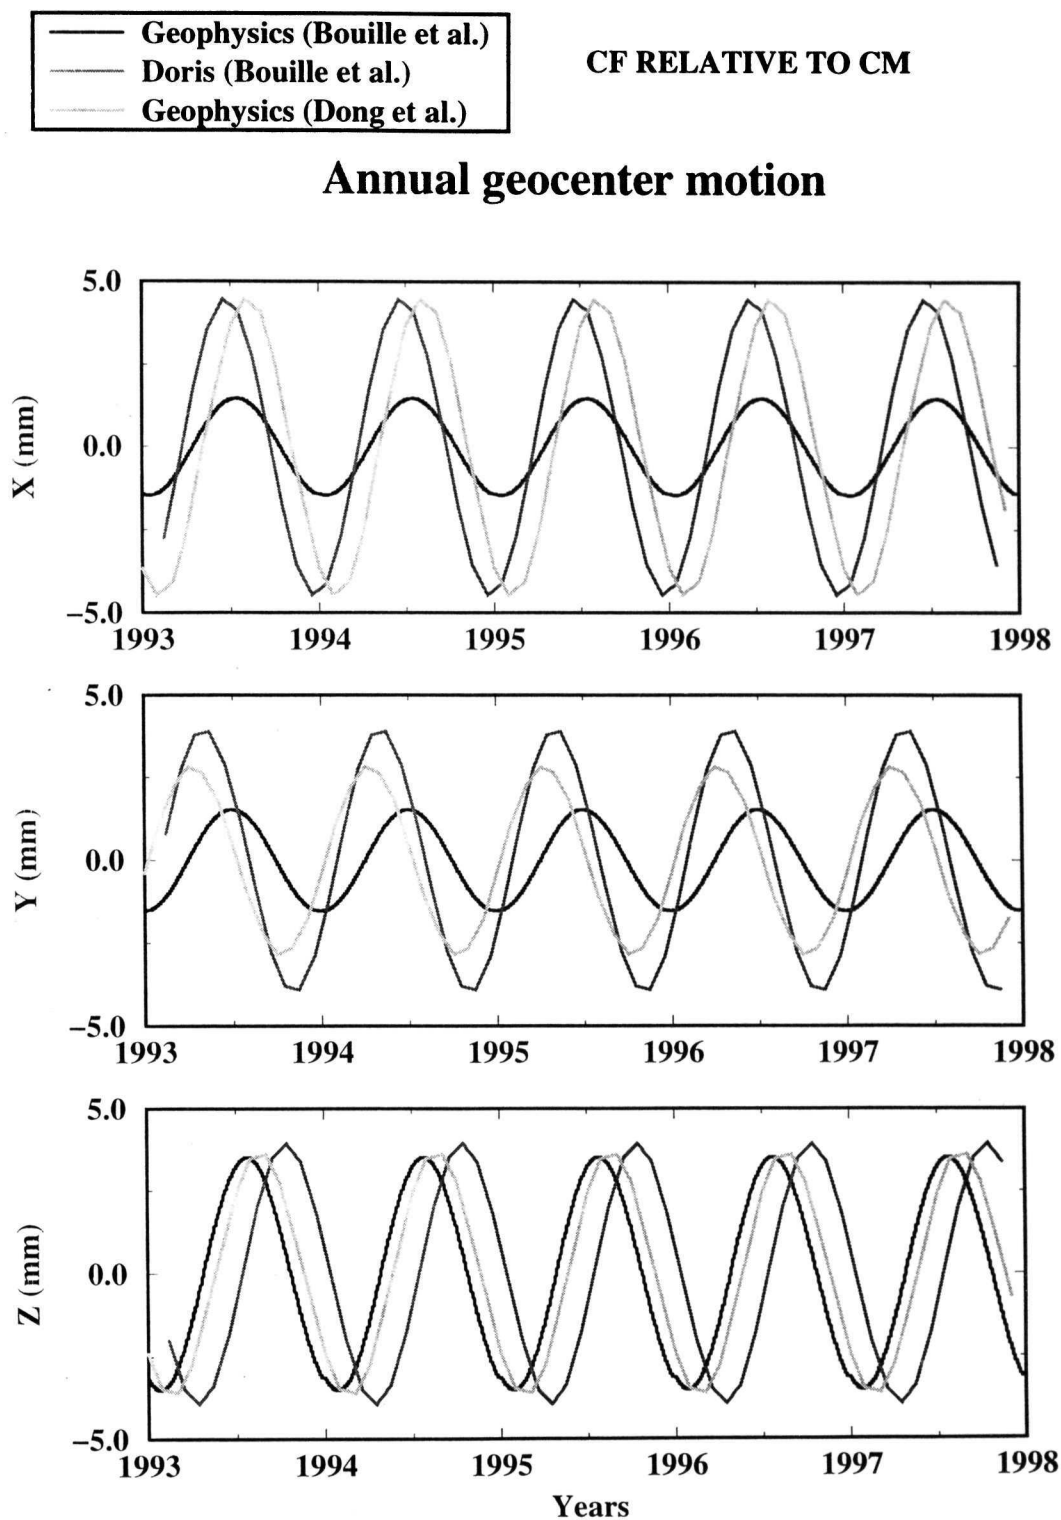 Geophysics (Bouille et al.)
Doris (Bouille et al.)
Geophysics (Dong et al.)
CF RELATIVE TO CM
Annual geocenter motion
5.0
X (mm)
0.0
−5.0
1993 1994 1995 1996 1997 1998
5.0
Y (mm)
0.0
−5.0
1993 1994 1995 1996 1997 1998
5.0
Z (mm)
0.0
−5.0
1993 1994 1995 1996 1997 1998
Years